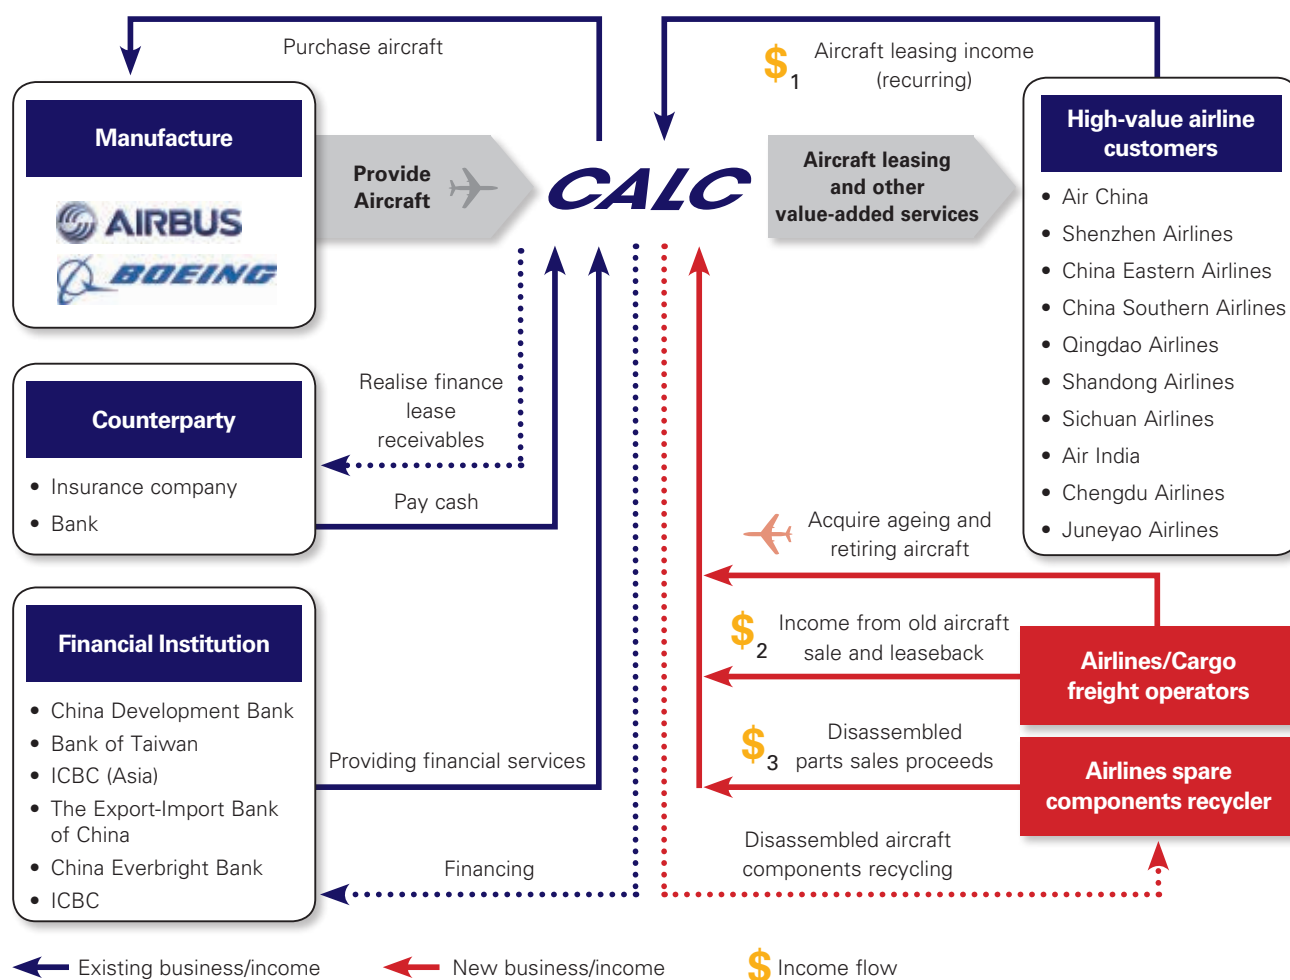 Purchase aircraft
$1
Aircraft leasing income
(recurring)
Manufacture
AIRBUS
BOEING
Provide
Aircraft
CALC
Aircraft leasing
and other
value-added services
High-value airline
customers
• Air China
• Shenzhen Airlines
• China Eastern Airlines
• China Southern Airlines
• Qingdao Airlines
• Shandong Airlines
• Sichuan Airlines
• Air India
• Chengdu Airlines
• Juneyao Airlines
Counterparty
• Insurance company
• Bank
Realise finance
lease
receivables
Pay cash
Acquire ageing and
retiring aircraft
Financial Institution
• China Development Bank
• Bank of Taiwan
• ICBC (Asia)
• The Export-Import Bank
of China
• China Everbright Bank
• ICBC
Providing financial services
Financing
$2
Income from old aircraft
sale and leaseback
Airlines/Cargo
freight operators
$3
Disassembled
parts sales proceeds
Airlines spare
components recycler
Disassembled aircraft
components recycling
Existing business/income
New business/income
$ Income flow